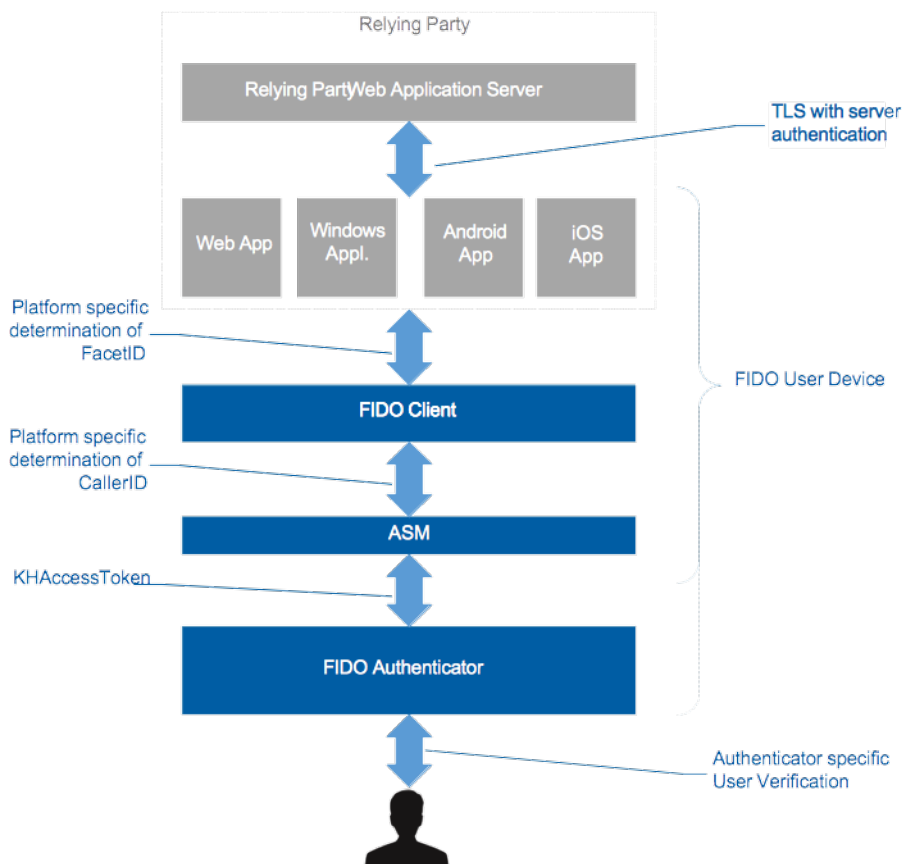 Relying Party
Relying PartyWeb Application Server
TLS with server
authentication
Web App
Windows
Appl.
Android
App
iOS
App
Platform specific
determination of
FacetID
FIDO User Device
FIDO Client
Platform specific
determination of
CallerID
ASM
KHAccessToken
FIDO Authenticator
Authenticator specific
User Verification